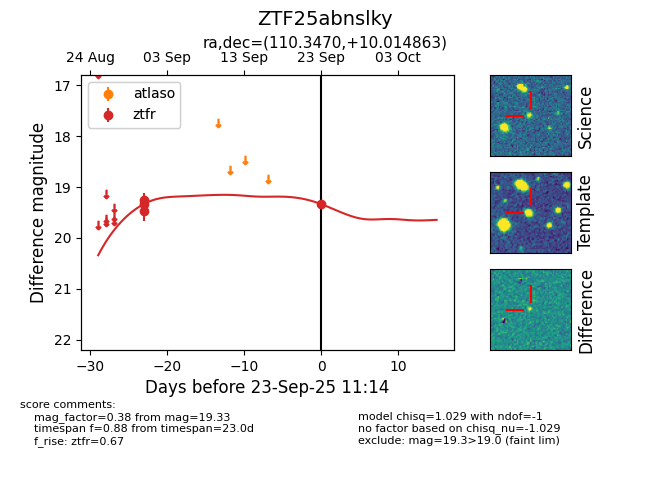 ZTF25abnslky
ra,dec=(110.3470,+10.014863)
24 Aug 03 Sep 13 Sep 23 Sep 03 Oct
atlaso
ztfr
17
18
19
20
21
22
Difference magnitude
−30 −20 −10 0 10
Days before 23-Sep-25 11:14
Science
Template
Difference
score comments:
mag_factor=0.38 from mag=19.33
timespan f=0.88 from timespan=23.0d
f_rise: ztfr=0.67
model chisq=1.029 with ndof=-1
no factor based on chisq_nu=-1.029
exclude: mag=19.3>19.0 (faint lim)